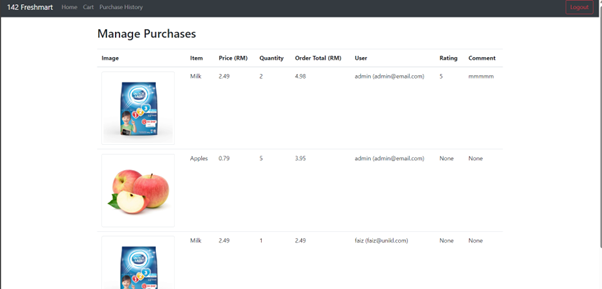 142 Freshmart Home Cart Purchase History Logout
Manage Purchases
Image Item Price (RM) Quantity Order Total (RM) User Rating Comment
Milk 2.49 2 4.98 admin (admin@email.com) 5 mmmmm
Apples 0.79 5 3.95 admin (admin@email.com) None None
Milk 2.49 1 2.49 faiz (faiz@unikl.com) None None